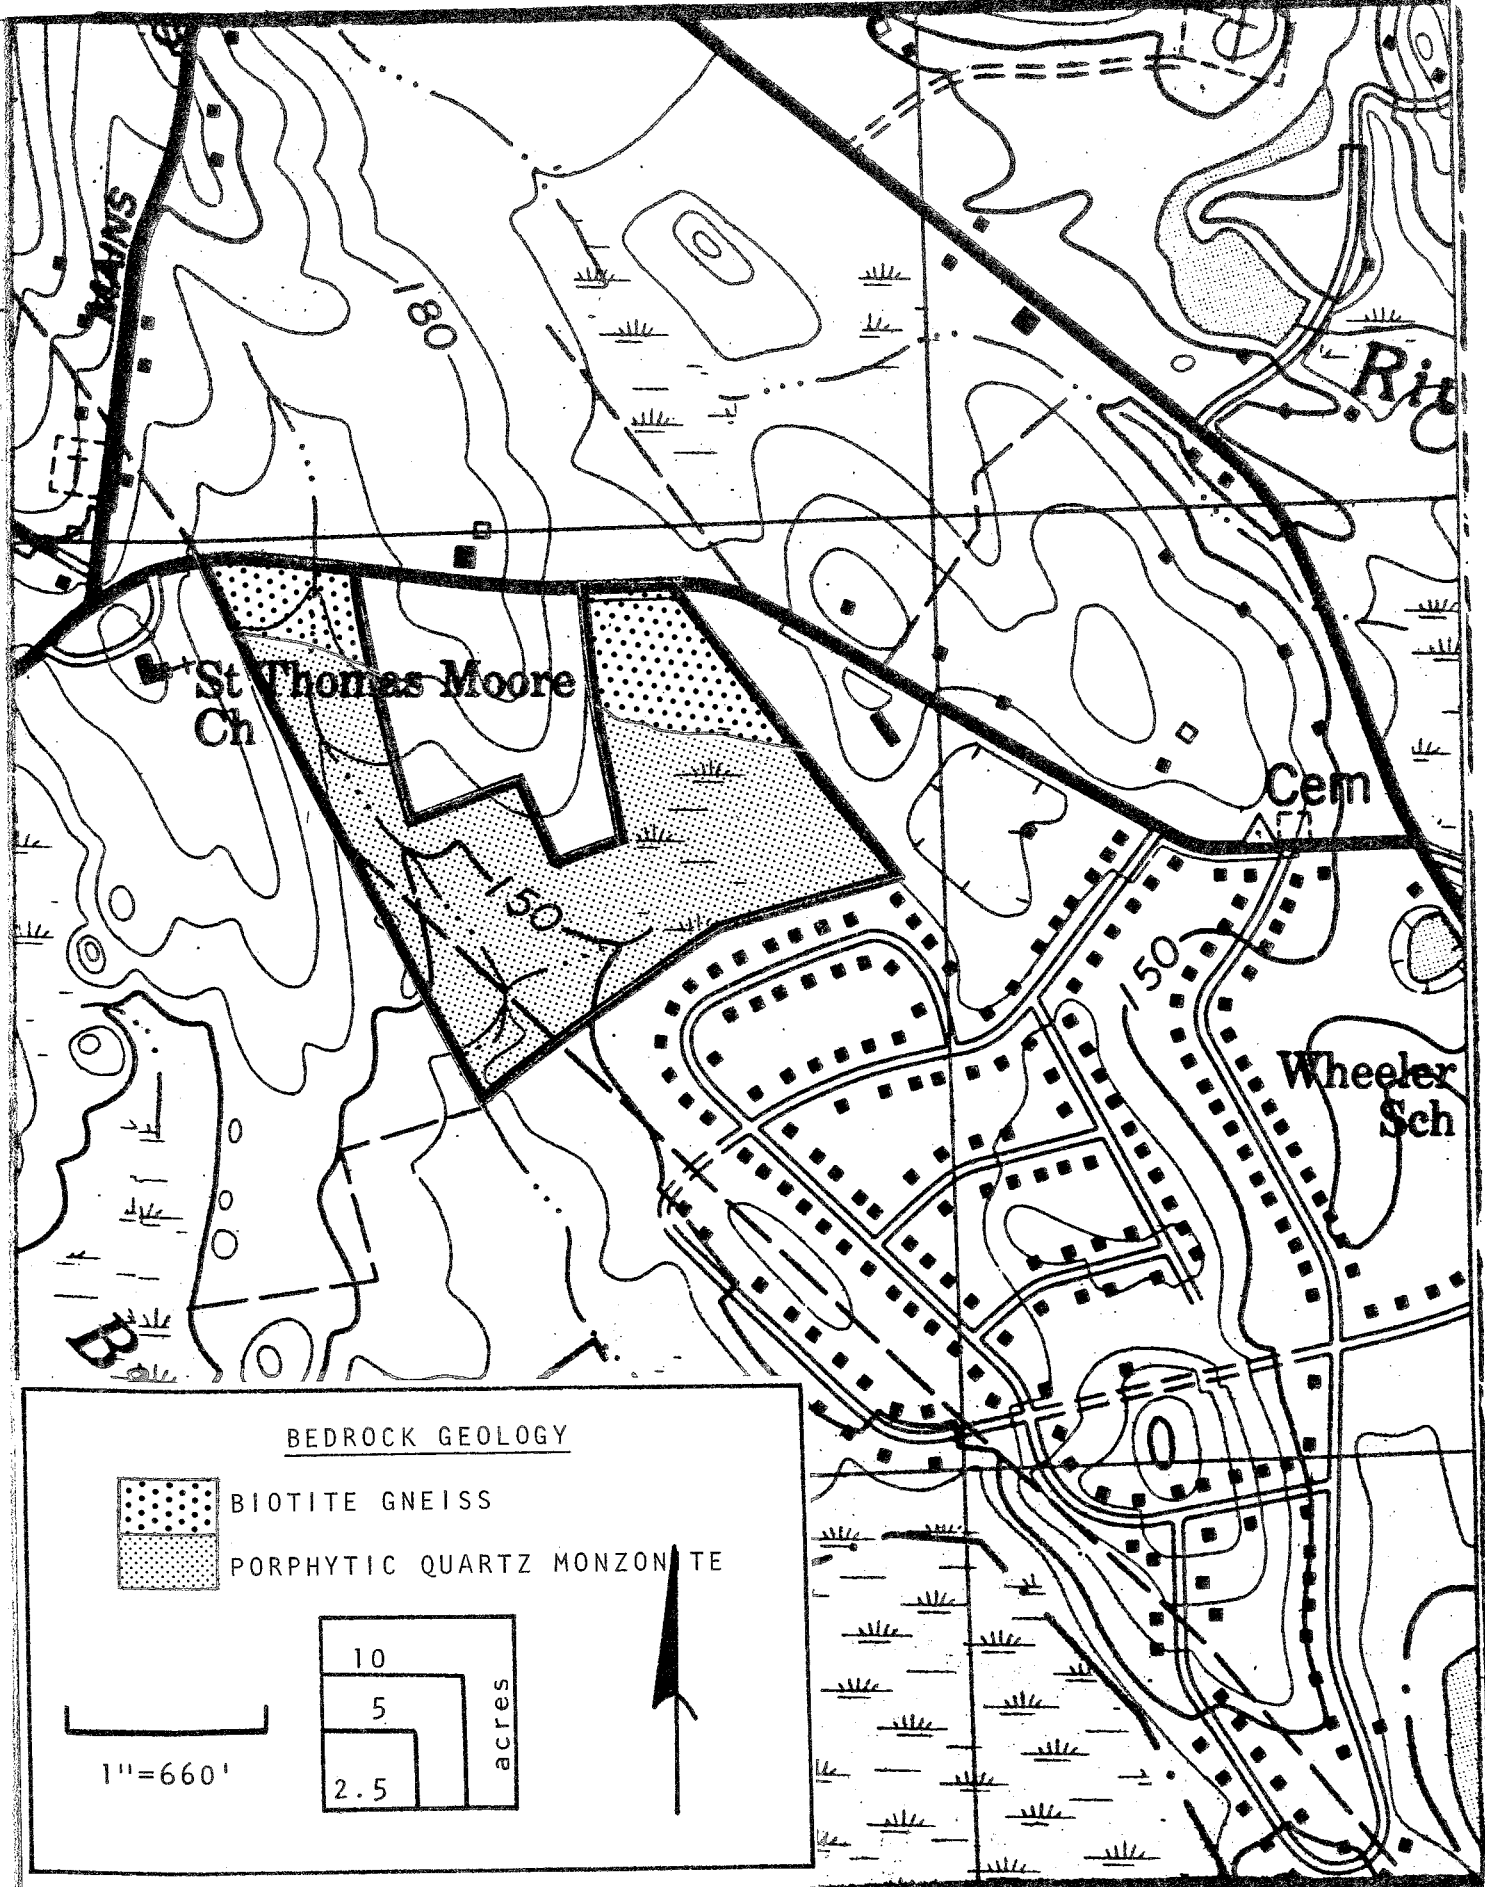 MAINS
180
Rig
St Thomas Moore
Ch
Cem
150
150
Wheeler
Sch
B
BEDROCK GEOLOGY
BIOTITE GNEISS
PORPHYTIC QUARTZ MONZONITE
10
5
2.5
acres
1"=660'